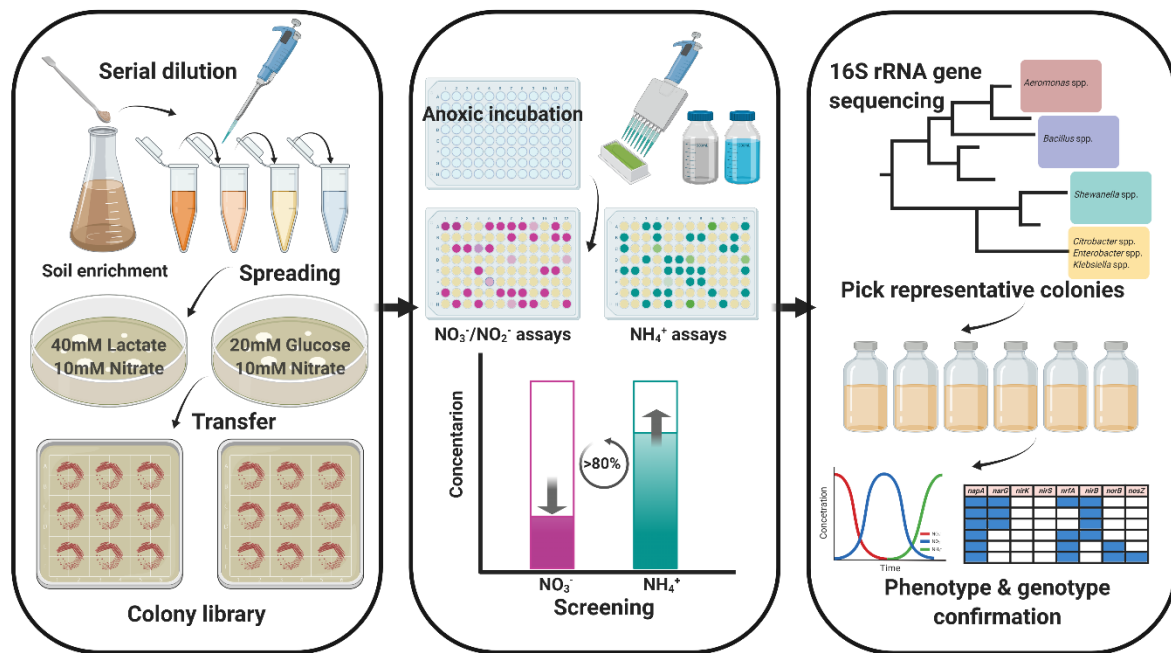 Serial dilution
Soil enrichment
Spreading
40mM Lactate
10mM Nitrate
20mM Glucose
10mM Nitrate
Transfer
Colony library
Anoxic incubation
NO₃⁻/NO₂⁻ assays
NH₄⁺ assays
Concentarion
>80%
NO₃⁻
NH₄⁺
Screening
16S rRNA gene
sequencing
Aeromonas spp.
Bacillus spp.
Shewanella spp.
Citrobacter spp.
Enterobacter spp.
Klebsiella spp.
Pick representative colonies
Concetration
Time
napA narG nirK nirS nrfA nirB norB nosZ
Phenotype & genotype
confirmation